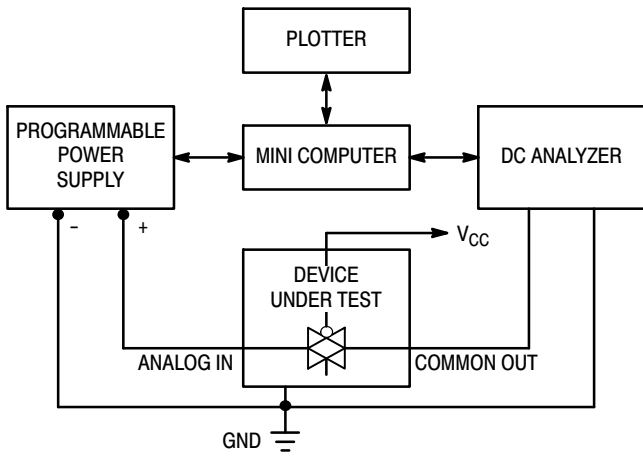 PLOTTER
PROGRAMMABLE
POWER
SUPPLY
MINI COMPUTER
DC ANALYZER
– +
VCC
DEVICE
UNDER TEST
ANALOG IN
COMMON OUT
GND